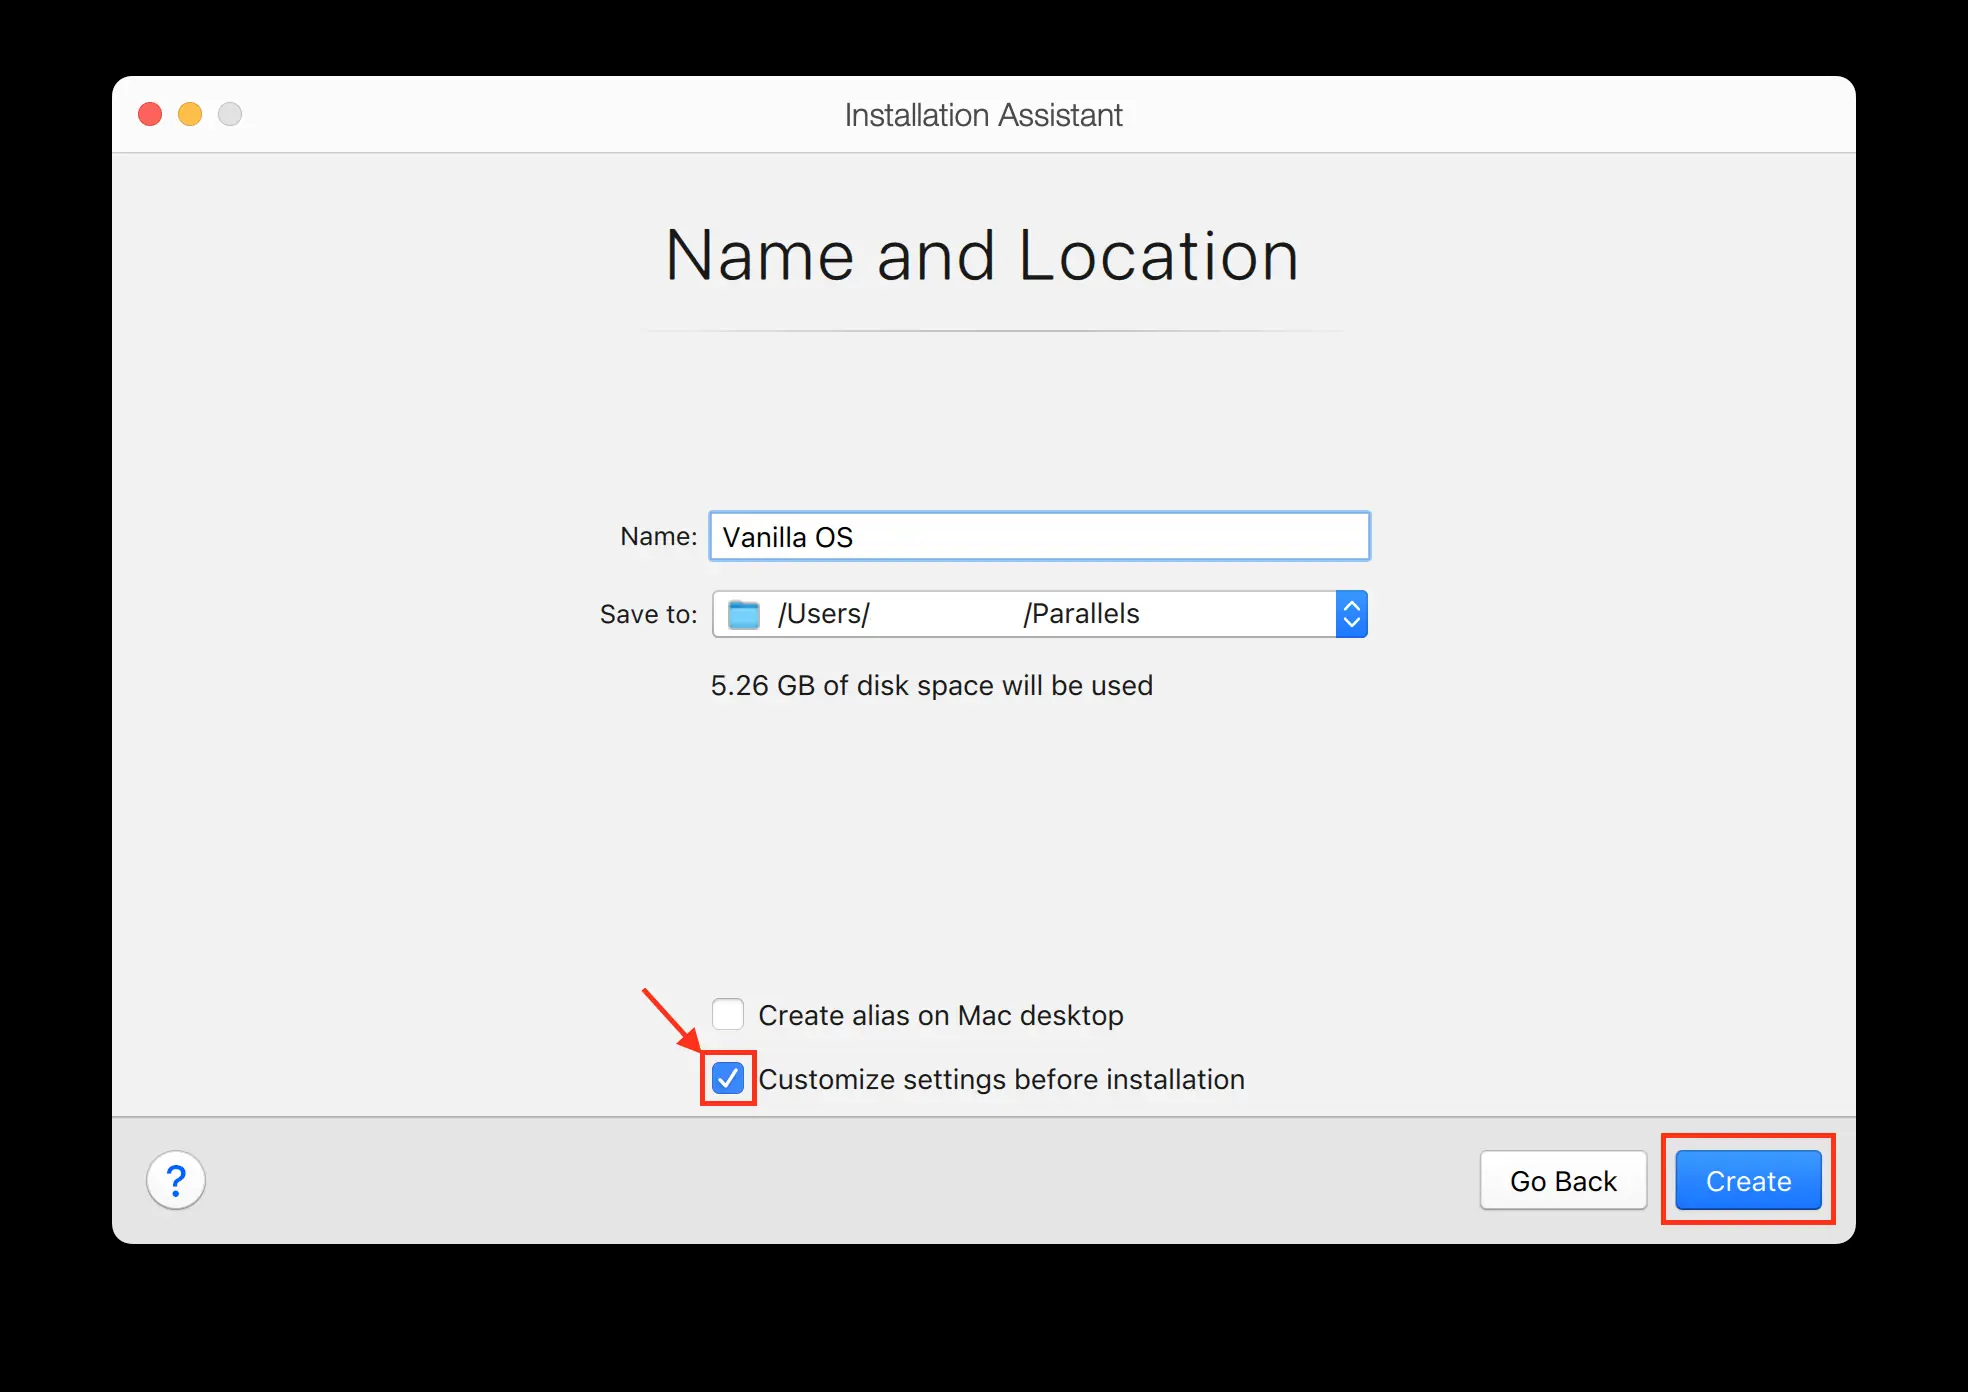 Installation Assistant
Name and Location
Name: Vanilla OS
Save to: /Users/ /Parallels
5.26 GB of disk space will be used
Create alias on Mac desktop
Customize settings before installation
? Go Back Create